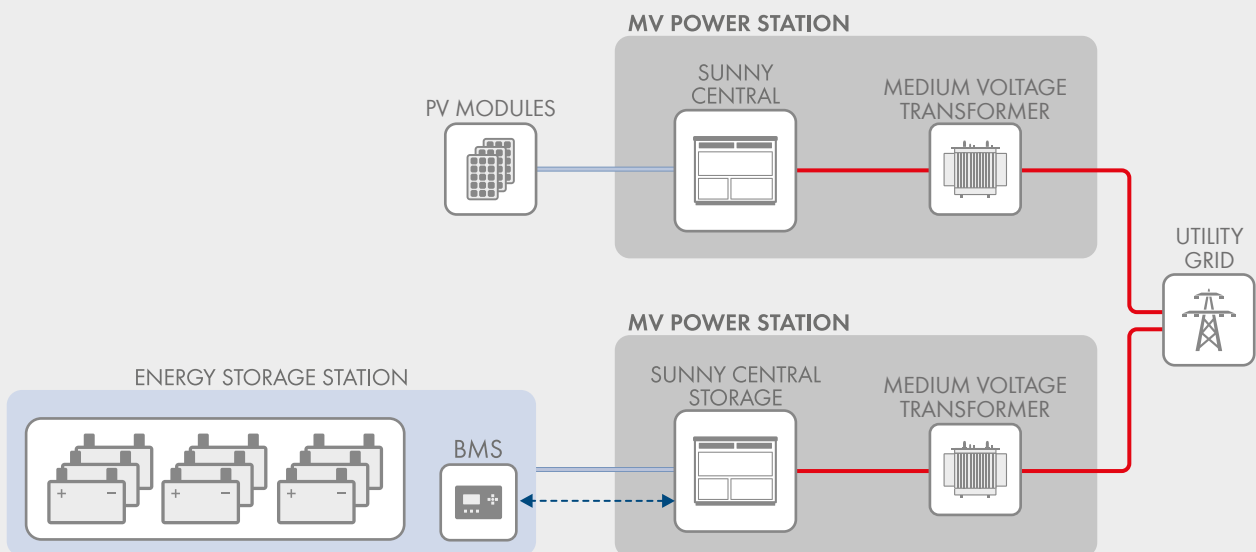 MV POWER STATION
SUNNY
CENTRAL
MEDIUM VOLTAGE
TRANSFORMER
PV MODULES
UTILITY
GRID
MV POWER STATION
ENERGY STORAGE STATION
SUNNY CENTRAL
STORAGE
MEDIUM VOLTAGE
TRANSFORMER
BMS
+ − + − + −